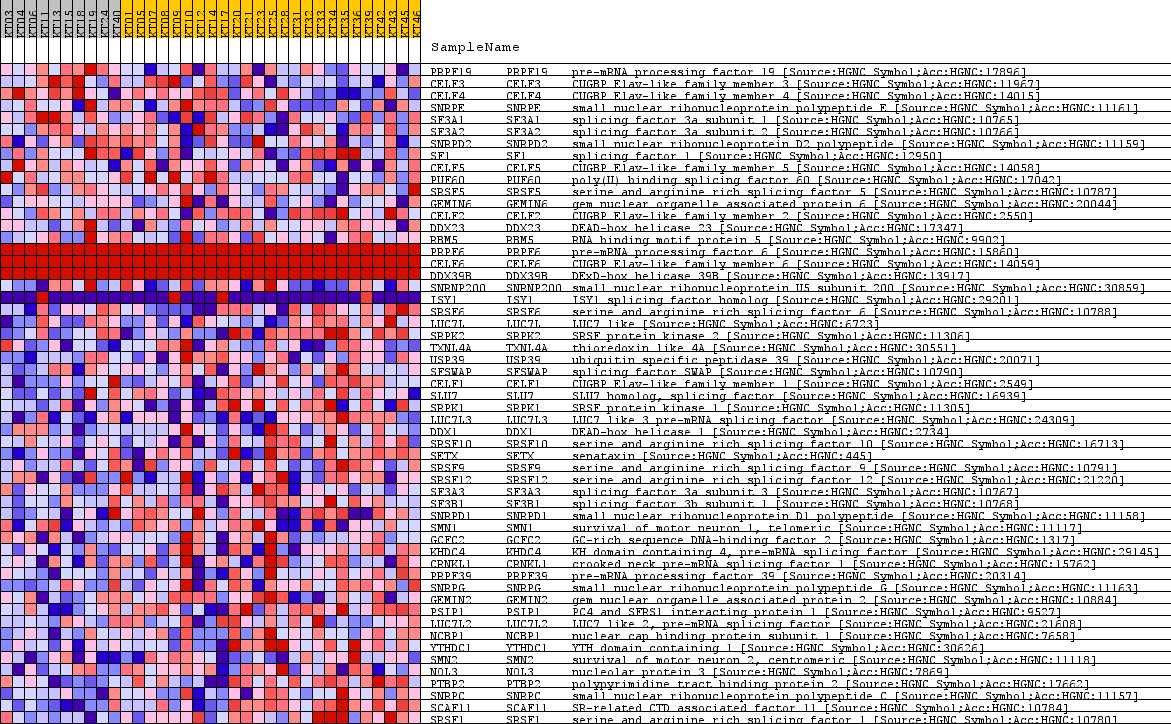 KT03 KT04 KT06 KT11 KT13 KT15 KT18 KT19 KT24 KT40 KT01 KT05 KT07 KT08 KT09 KT10 KT12 KT14 KT17 KT20 KT21 KT23 KT25 KT28 KT31 KT32 KT33 KT34 KT35 KT36 KT39 KT42 KT43 KT45 KT46
SampleName
PRPF19 PRPF19 pre-mRNA processing factor 19 [Source:HGNC Symbol;Acc:HGNC:17896]
CELF3 CELF3 CUGBP Elav-like family member 3 [Source:HGNC Symbol;Acc:HGNC:11967]
CELF4 CELF4 CUGBP Elav-like family member 4 [Source:HGNC Symbol;Acc:HGNC:14015]
SNRPE SNRPE small nuclear ribonucleoprotein polypeptide E [Source:HGNC Symbol;Acc:HGNC:11161]
SF3A1 SF3A1 splicing factor 3a subunit 1 [Source:HGNC Symbol;Acc:HGNC:10765]
SF3A2 SF3A2 splicing factor 3a subunit 2 [Source:HGNC Symbol;Acc:HGNC:10766]
SNRPD2 SNRPD2 small nuclear ribonucleoprotein D2 polypeptide [Source:HGNC Symbol;Acc:HGNC:11159]
SF1 SF1 splicing factor 1 [Source:HGNC Symbol;Acc:HGNC:12950]
CELF5 CELF5 CUGBP Elav-like family member 5 [Source:HGNC Symbol;Acc:HGNC:14058]
PUF60 PUF60 poly(U) binding splicing factor 60 [Source:HGNC Symbol;Acc:HGNC:17042]
SRSF5 SRSF5 serine and arginine rich splicing factor 5 [Source:HGNC Symbol;Acc:HGNC:10787]
GEMIN6 GEMIN6 gem nuclear organelle associated protein 6 [Source:HGNC Symbol;Acc:HGNC:20044]
CELF2 CELF2 CUGBP Elav-like family member 2 [Source:HGNC Symbol;Acc:HGNC:2550]
DDX23 DDX23 DEAD-box helicase 23 [Source:HGNC Symbol;Acc:HGNC:17347]
RBM5 RBM5 RNA binding motif protein 5 [Source:HGNC Symbol;Acc:HGNC:9902]
PRPF6 PRPF6 pre-mRNA processing factor 6 [Source:HGNC Symbol;Acc:HGNC:15860]
CELF6 CELF6 CUGBP Elav-like family member 6 [Source:HGNC Symbol;Acc:HGNC:14059]
DDX39B DDX39B DExD-box helicase 39B [Source:HGNC Symbol;Acc:HGNC:13917]
SNRNP200 SNRNP200 small nuclear ribonucleoprotein U5 subunit 200 [Source:HGNC Symbol;Acc:HGNC:30859]
ISY1 ISY1 ISY1 splicing factor homolog [Source:HGNC Symbol;Acc:HGNC:29201]
SRSF6 SRSF6 serine and arginine rich splicing factor 6 [Source:HGNC Symbol;Acc:HGNC:10788]
LUC7L LUC7L LUC7 like [Source:HGNC Symbol;Acc:HGNC:6723]
SRPK2 SRPK2 SRSF protein kinase 2 [Source:HGNC Symbol;Acc:HGNC:11306]
TXNL4A TXNL4A thioredoxin like 4A [Source:HGNC Symbol;Acc:HGNC:30551]
USP39 USP39 ubiquitin specific peptidase 39 [Source:HGNC Symbol;Acc:HGNC:20071]
SFSWAP SFSWAP splicing factor SWAP [Source:HGNC Symbol;Acc:HGNC:10790]
CELF1 CELF1 CUGBP Elav-like family member 1 [Source:HGNC Symbol;Acc:HGNC:2549]
SLU7 SLU7 SLU7 homolog, splicing factor [Source:HGNC Symbol;Acc:HGNC:16939]
SRPK1 SRPK1 SRSF protein kinase 1 [Source:HGNC Symbol;Acc:HGNC:11305]
LUC7L3 LUC7L3 LUC7 like 3 pre-mRNA splicing factor [Source:HGNC Symbol;Acc:HGNC:24309]
DDX1 DDX1 DEAD-box helicase 1 [Source:HGNC Symbol;Acc:HGNC:2734]
SRSF10 SRSF10 serine and arginine rich splicing factor 10 [Source:HGNC Symbol;Acc:HGNC:16713]
SETX SETX senataxin [Source:HGNC Symbol;Acc:HGNC:445]
SRSF9 SRSF9 serine and arginine rich splicing factor 9 [Source:HGNC Symbol;Acc:HGNC:10791]
SRSF12 SRSF12 serine and arginine rich splicing factor 12 [Source:HGNC Symbol;Acc:HGNC:21220]
SF3A3 SF3A3 splicing factor 3a subunit 3 [Source:HGNC Symbol;Acc:HGNC:10767]
SF3B1 SF3B1 splicing factor 3b subunit 1 [Source:HGNC Symbol;Acc:HGNC:10768]
SNRPD1 SNRPD1 small nuclear ribonucleoprotein D1 polypeptide [Source:HGNC Symbol;Acc:HGNC:11158]
SMN1 SMN1 survival of motor neuron 1, telomeric [Source:HGNC Symbol;Acc:HGNC:11117]
GCFC2 GCFC2 GC-rich sequence DNA-binding factor 2 [Source:HGNC Symbol;Acc:HGNC:1317]
KHDC4 KHDC4 KH domain containing 4, pre-mRNA splicing factor [Source:HGNC Symbol;Acc:HGNC:29145]
CRNKL1 CRNKL1 crooked neck pre-mRNA splicing factor 1 [Source:HGNC Symbol;Acc:HGNC:15762]
PRPF39 PRPF39 pre-mRNA processing factor 39 [Source:HGNC Symbol;Acc:HGNC:20314]
SNRPG SNRPG small nuclear ribonucleoprotein polypeptide G [Source:HGNC Symbol;Acc:HGNC:11163]
GEMIN2 GEMIN2 gem nuclear organelle associated protein 2 [Source:HGNC Symbol;Acc:HGNC:10884]
PSIP1 PSIP1 PC4 and SFRS1 interacting protein 1 [Source:HGNC Symbol;Acc:HGNC:9527]
LUC7L2 LUC7L2 LUC7 like 2, pre-mRNA splicing factor [Source:HGNC Symbol;Acc:HGNC:21608]
NCBP1 NCBP1 nuclear cap binding protein subunit 1 [Source:HGNC Symbol;Acc:HGNC:7658]
YTHDC1 YTHDC1 YTH domain containing 1 [Source:HGNC Symbol;Acc:HGNC:30626]
SMN2 SMN2 survival of motor neuron 2, centromeric [Source:HGNC Symbol;Acc:HGNC:11118]
NOL3 NOL3 nucleolar protein 3 [Source:HGNC Symbol;Acc:HGNC:7869]
PTBP2 PTBP2 polypyrimidine tract binding protein 2 [Source:HGNC Symbol;Acc:HGNC:17662]
SNRPC SNRPC small nuclear ribonucleoprotein polypeptide C [Source:HGNC Symbol;Acc:HGNC:11157]
SCAF11 SCAF11 SR-related CTD associated factor 11 [Source:HGNC Symbol;Acc:HGNC:10784]
SRSF1 SRSF1 serine and arginine rich splicing factor 1 [Source:HGNC Symbol;Acc:HGNC:10780]